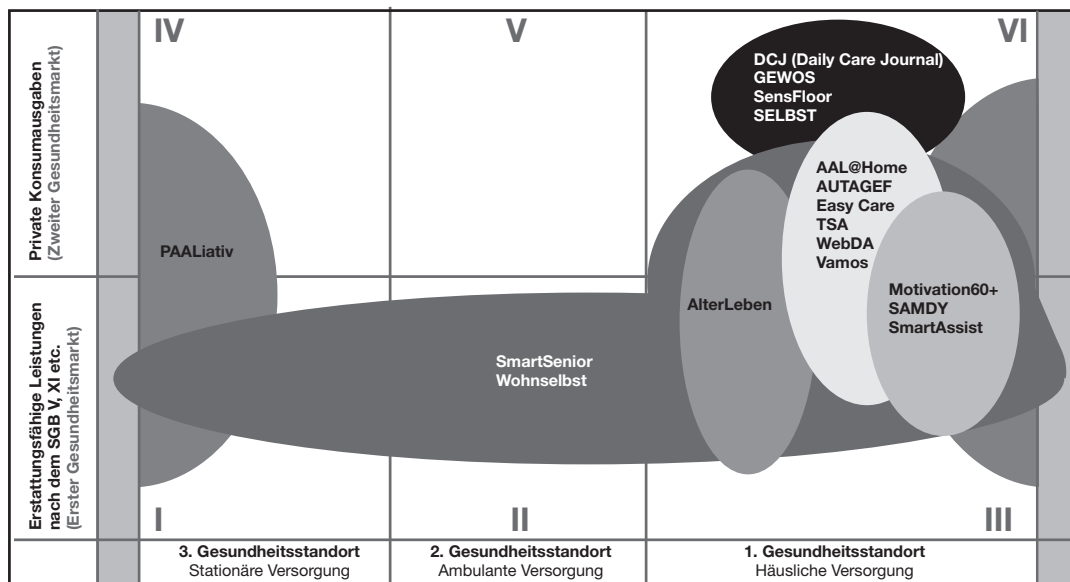 IV
V
VI
Private Konsumausgaben
(Zweiter Gesundheitsmarkt)
DCJ (Daily Care Journal)
GEWOS
SensFloor
SELBST
AAL@Home
AUTAGEF
Easy Care
TSA
WebDA
Vamos
PAALiativ
AlterLeben
Motivation60+
SAMDY
SmartAssist
SmartSenior
Wohnselbst
Erstattungsfähige Leistungen
nach dem SGB V, XI etc.
(Erster Gesundheitsmarkt)
I
II
III
3. Gesundheitsstandort
Stationäre Versorgung
2. Gesundheitsstandort
Ambulante Versorgung
1. Gesundheitsstandort
Häusliche Versorgung